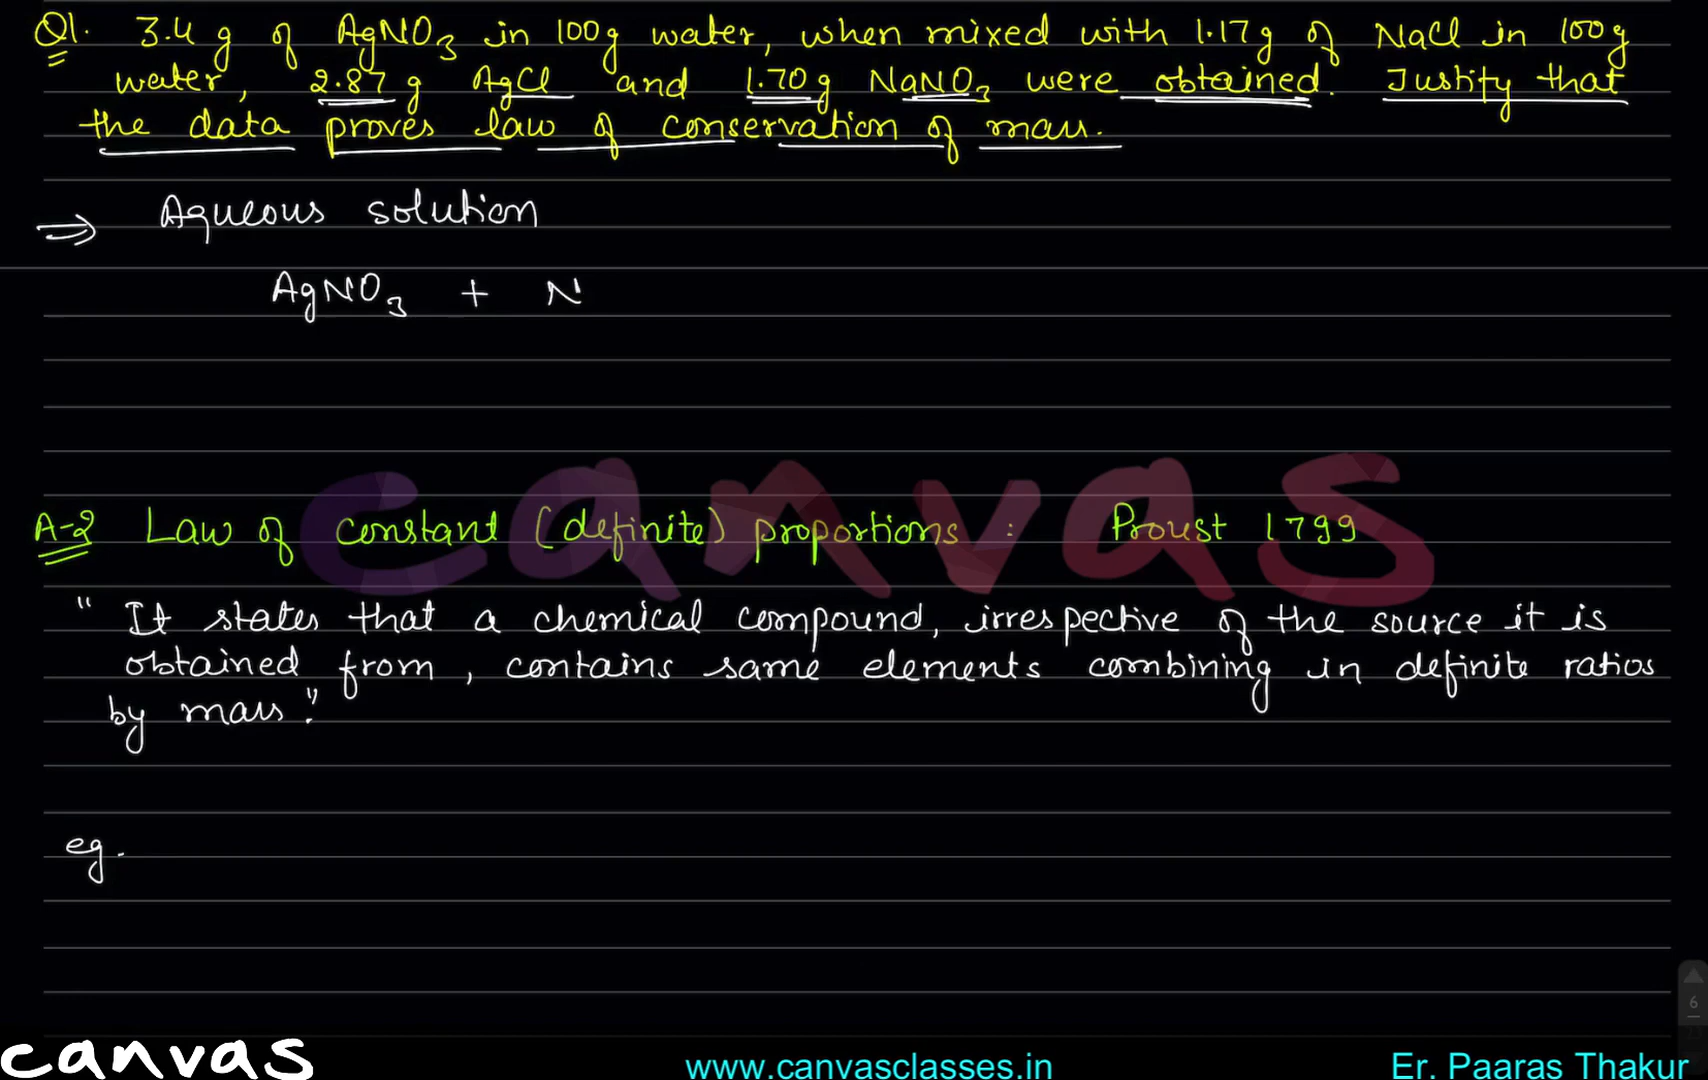 Q1. 3.4 g of AgNO3 in 100g water, when mixed with 1.17g of NaCl in 100g
water, 2.87 g AgCl and 1.70g NaNO3 were obtained. Justify that
the data proves law of conservation of mass.
⇒ Aqueous solution
AgNO3 + N
canvas
A-2 Law of constant (definite) proportions : Proust 1799
" It states that a chemical compound, irrespective of the source it is
obtained from, contains same elements combining in definite ratios
by mass."
eg.
6
canvas www.canvasclasses.in Er. Paaras Thakur